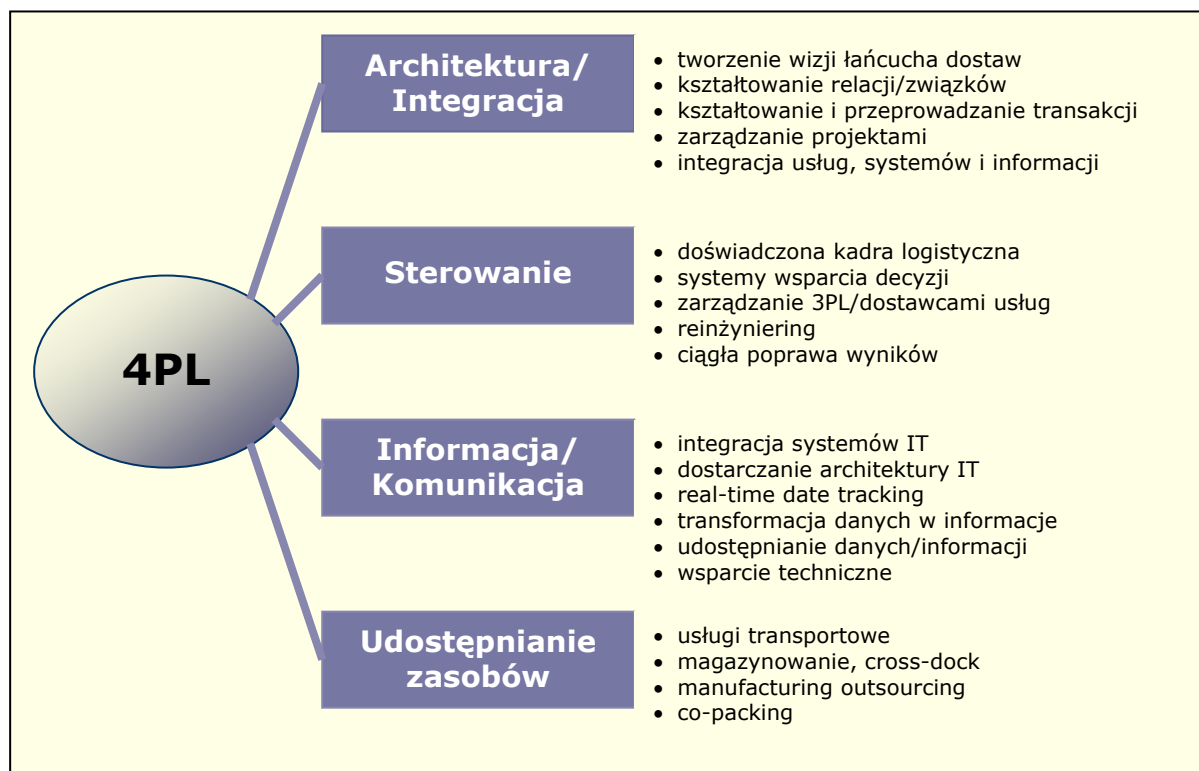 Architektura/
Integracja
• tworzenie wizji łańcucha dostaw
• kształtowanie relacji/związków
• kształtowanie i przeprowadzanie transakcji
• zarządzanie projektami
• integracja usług, systemów i informacji
4PL
Sterowanie
• doświadczona kadra logistyczna
• systemy wsparcia decyzji
• zarządzanie 3PL/dostawcami usług
• reinżyniering
• ciągła poprawa wyników
Informacja/
Komunikacja
• integracja systemów IT
• dostarczanie architektury IT
• real-time date tracking
• transformacja danych w informacje
• udostępnianie danych/informacji
• wsparcie techniczne
Udostępnianie
zasobów
• usługi transportowe
• magazynowanie, cross-dock
• manufacturing outsourcing
• co-packing